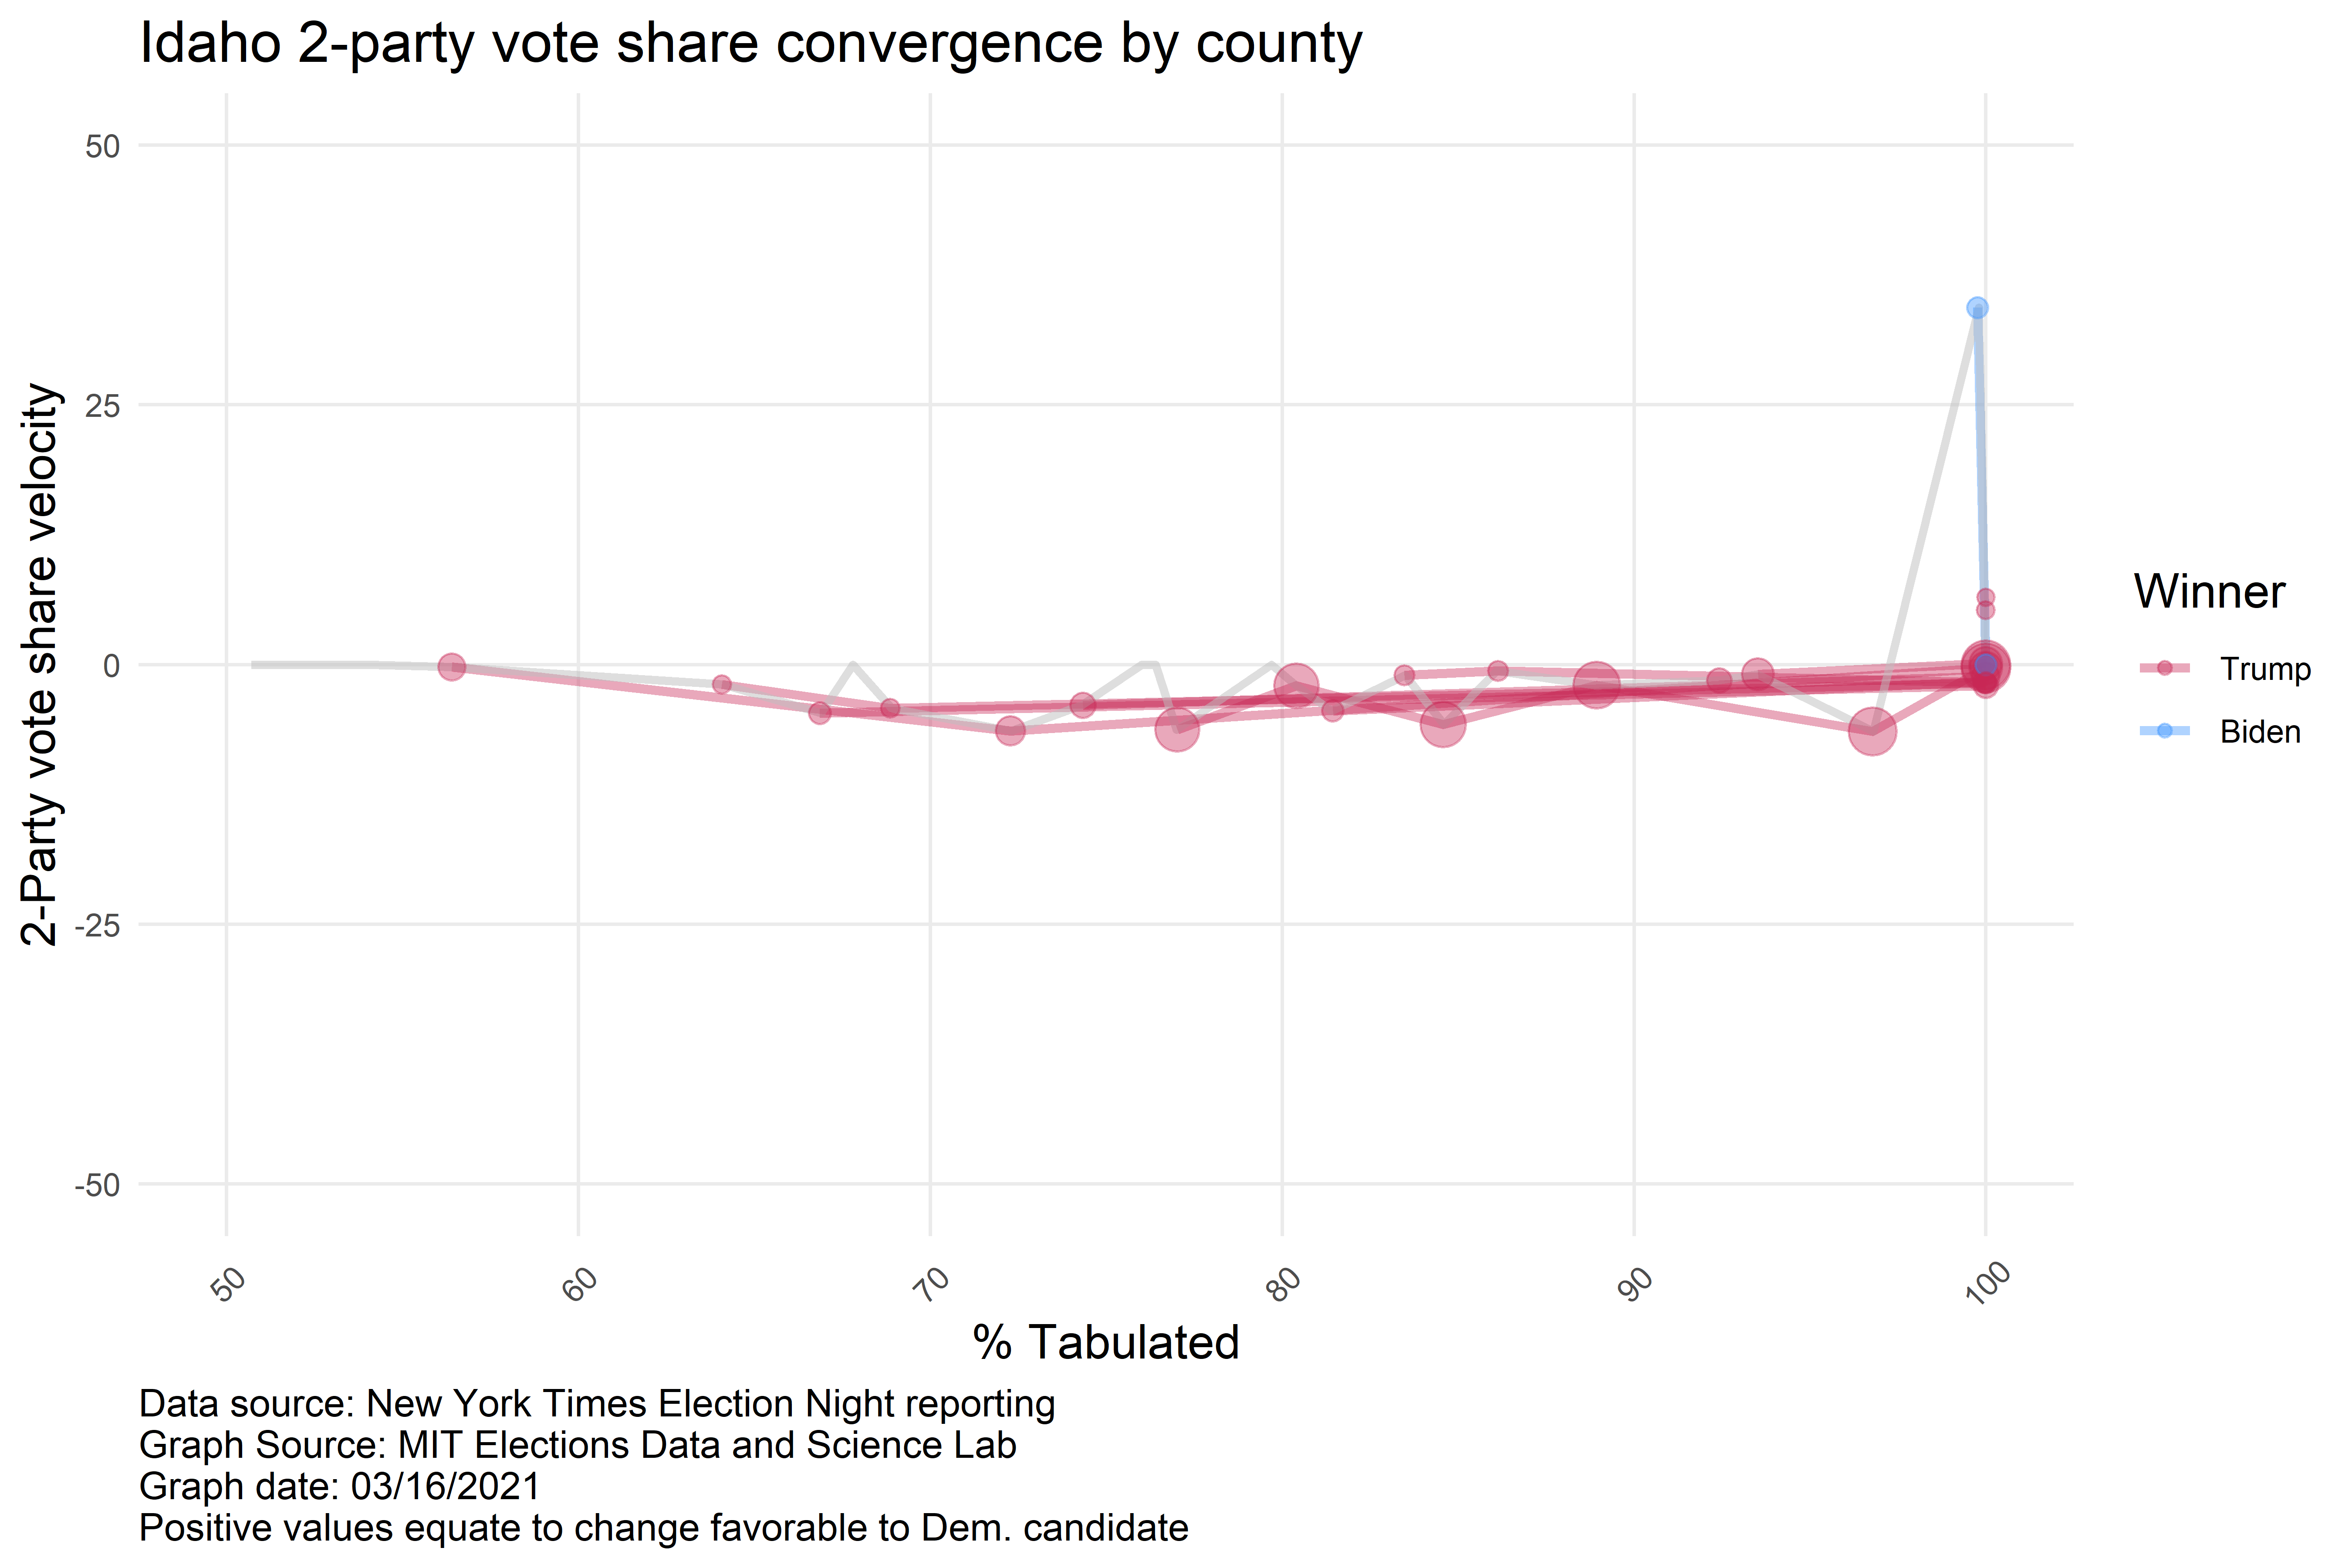 Idaho 2-party vote share convergence by county
2-Party vote share velocity
50
25
0
-25
-50
50
60
70
80
90
100
% Tabulated
Winner
Trump
Biden
Data source: New York Times Election Night reporting
Graph Source: MIT Elections Data and Science Lab
Graph date: 03/16/2021
Positive values equate to change favorable to Dem. candidate